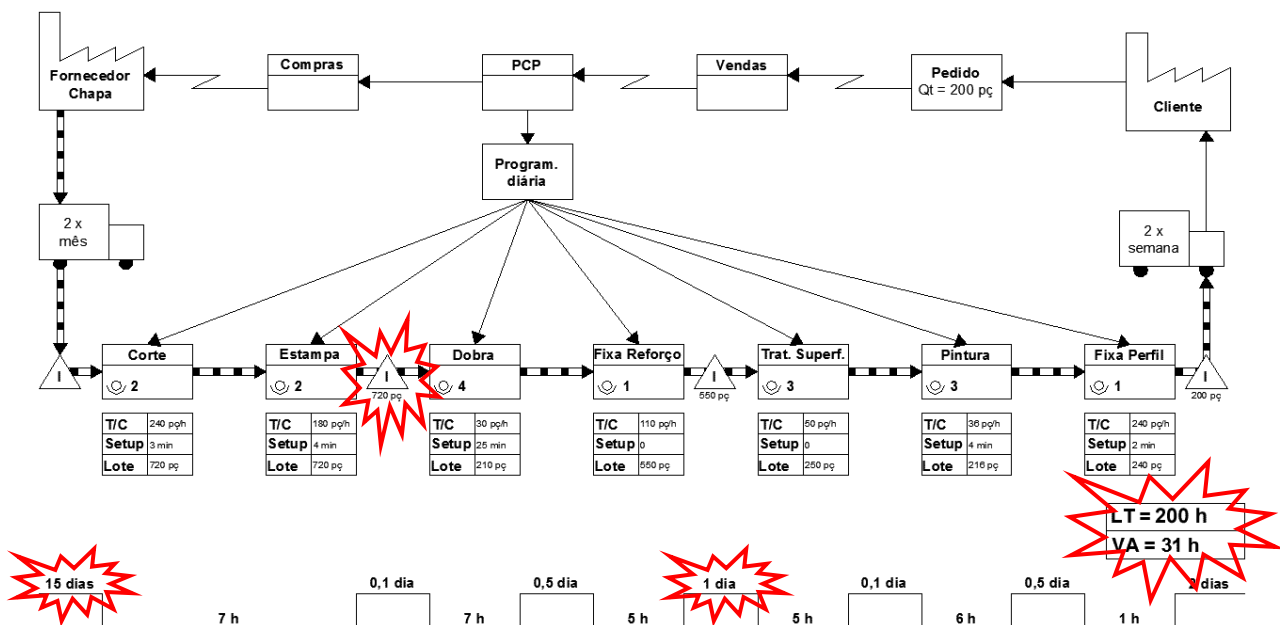 Fornecedor
Chapa
Compras
PCP
Vendas
Pedido
Qt = 200 pç
Cliente
Program.
diária
2 x
mês
2 x
semana
Corte
2
Estampa
2
Dobra
4
Fixa Reforço
1
Trat. Superf.
3
Pintura
3
Fixa Perfil
1
I
I
720 pç
I
550 pç
I
200 pç
T/C 240 pç/h
Setup 3 min
Lote 720 pç
T/C 180 pç/h
Setup 4 min
Lote 720 pç
T/C 30 pç/h
Setup 25 min
Lote 210 pç
T/C 110 pç/h
Setup 0
Lote 550 pç
T/C 50 pç/h
Setup 0
Lote 250 pç
T/C 36 pç/h
Setup 4 min
Lote 216 pç
T/C 240 pç/h
Setup 2 min
Lote 240 pç
LT = 200 h
VA = 31 h
15 dias
0,1 dia
0,5 dia
1 dia
0,1 dia
0,5 dia
2 dias
7 h
7 h
5 h
5 h
6 h
1 h